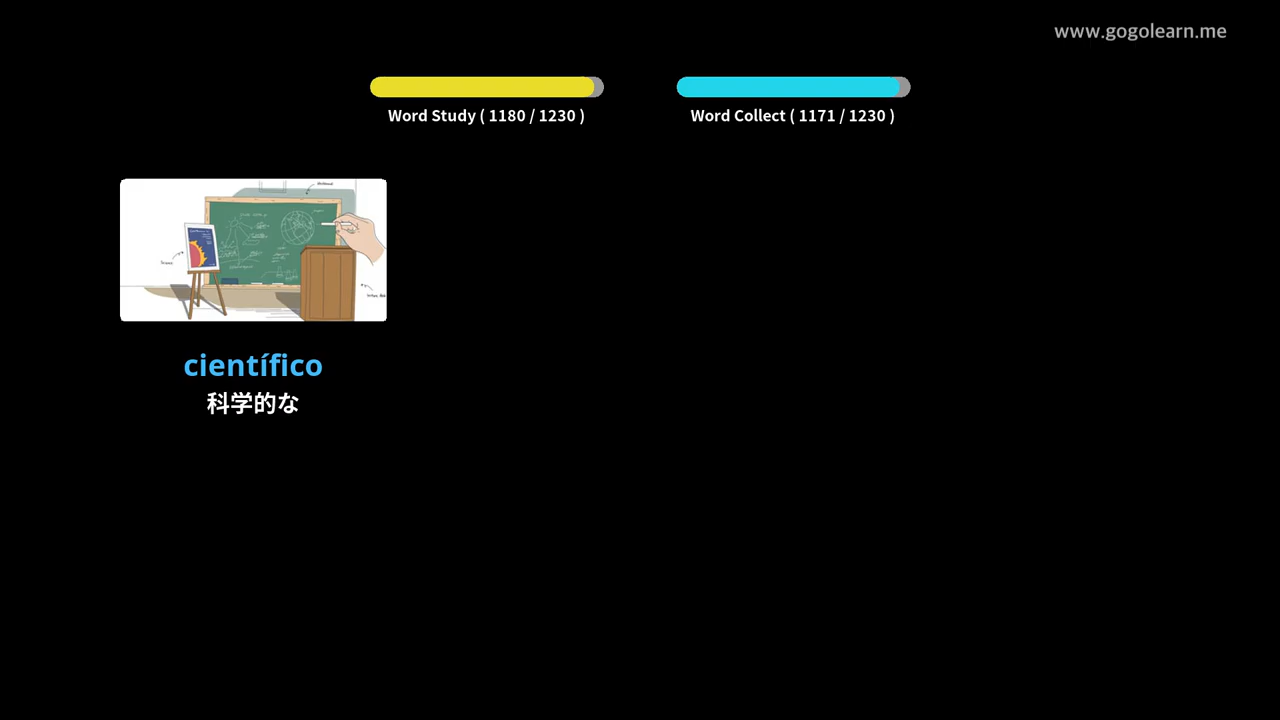 www.gogolearn.me
Word Study ( 1180 / 1230 )
Word Collect ( 1171 / 1230 )
científico
科学的な